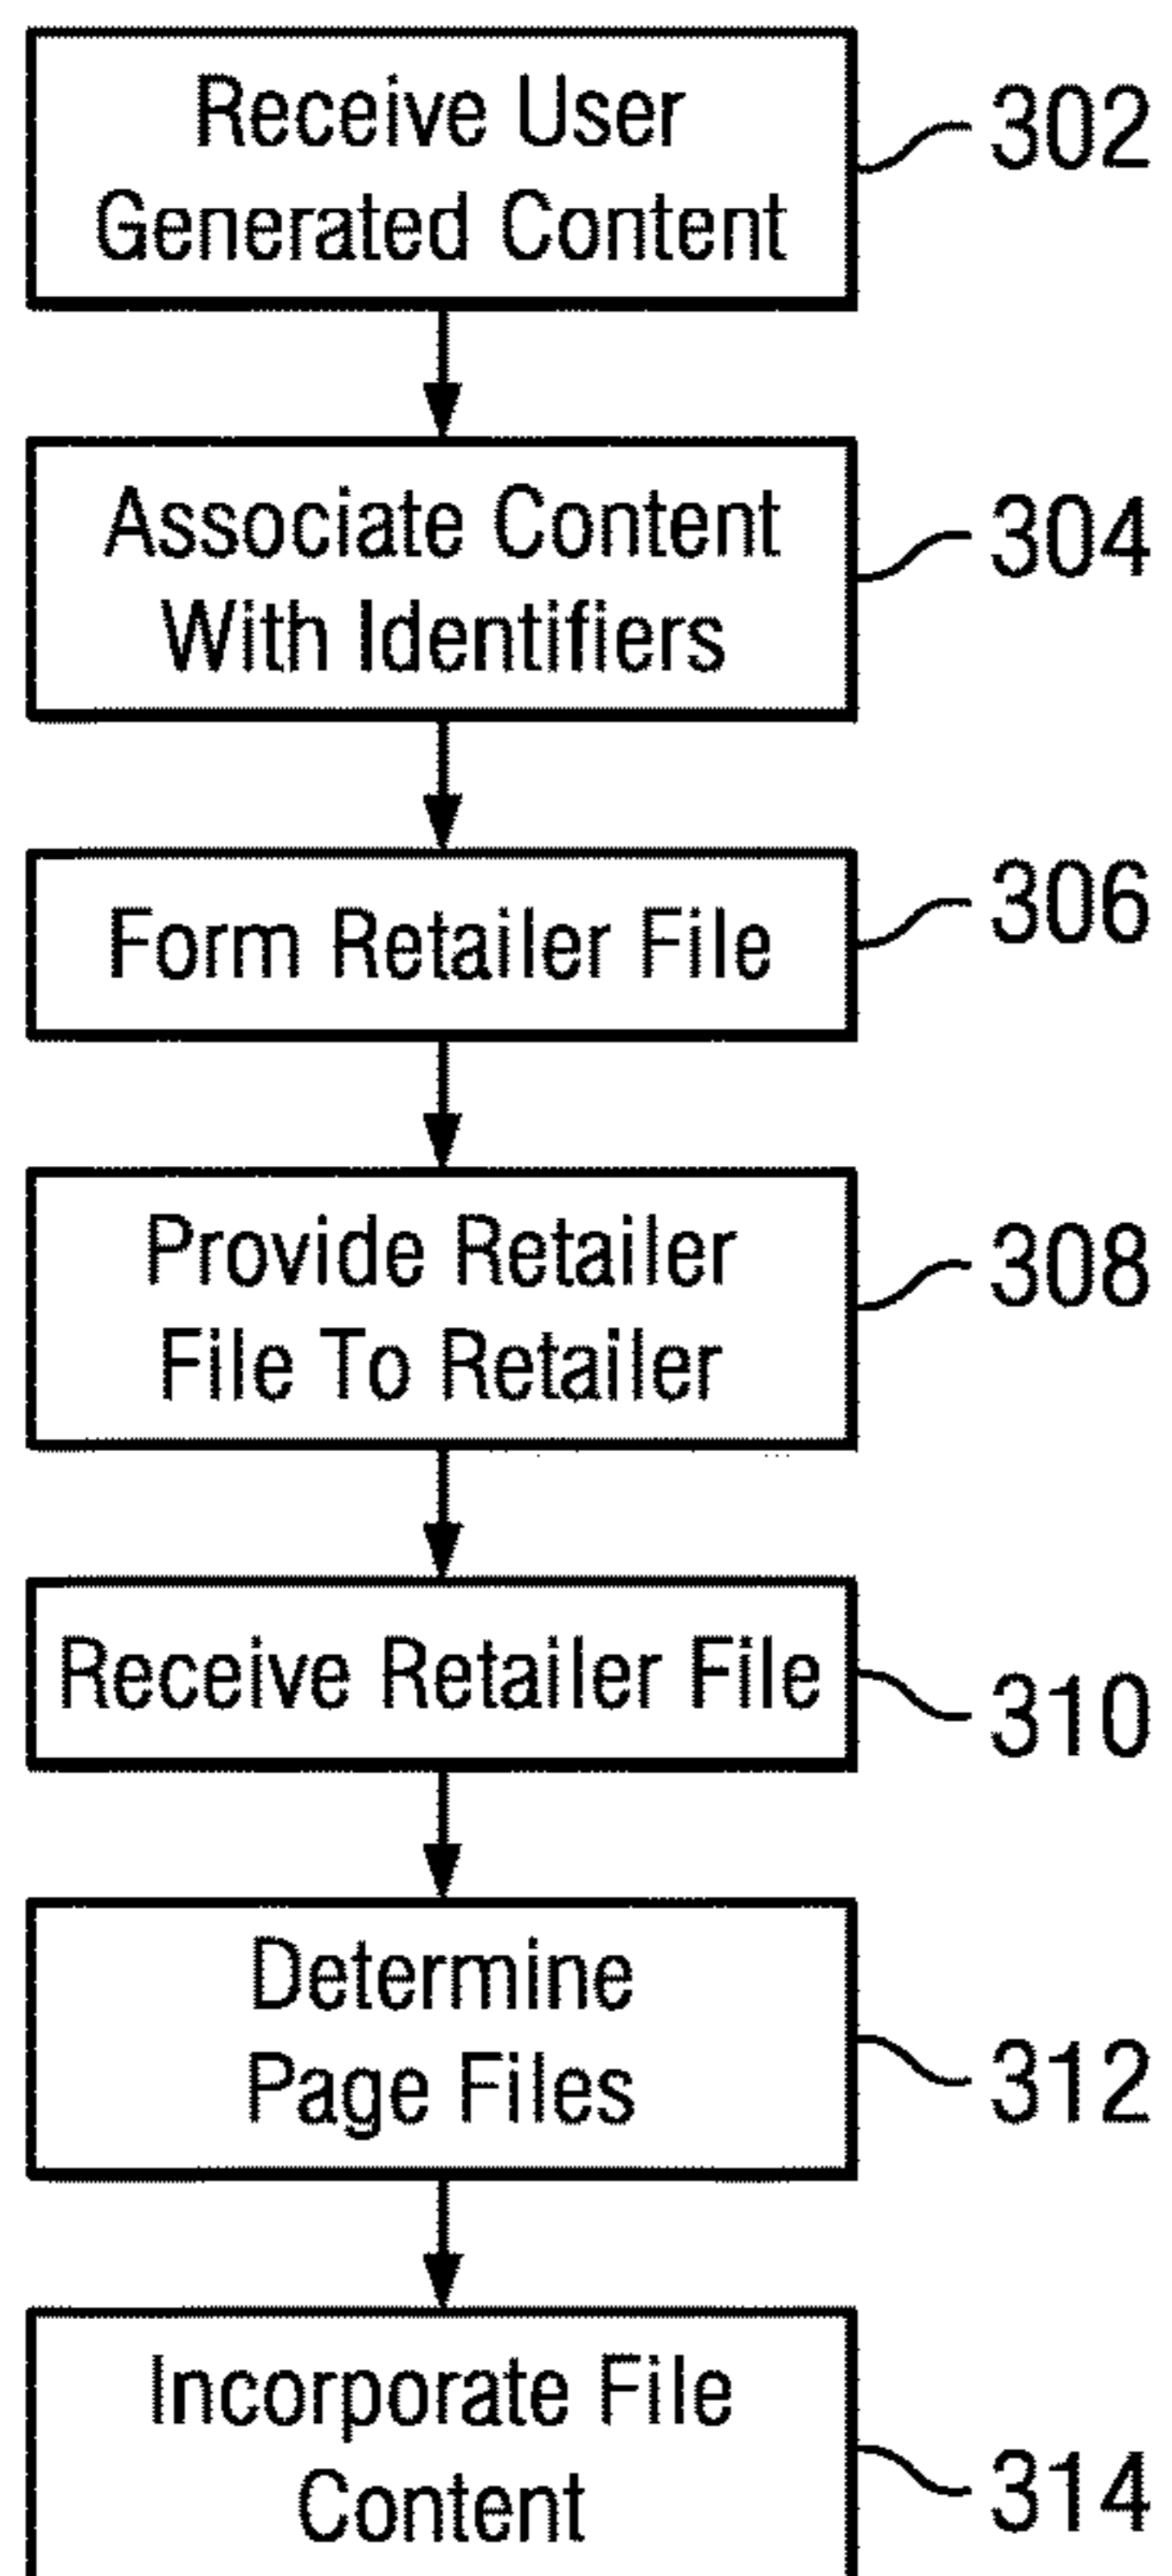 Receive User
Generated Content
302
Associate Content
With Identifiers
304
Form Retailer File
306
Provide Retailer
File To Retailer
308
Receive Retailer File
310
Determine
Page Files
312
Incorporate File
Content
314